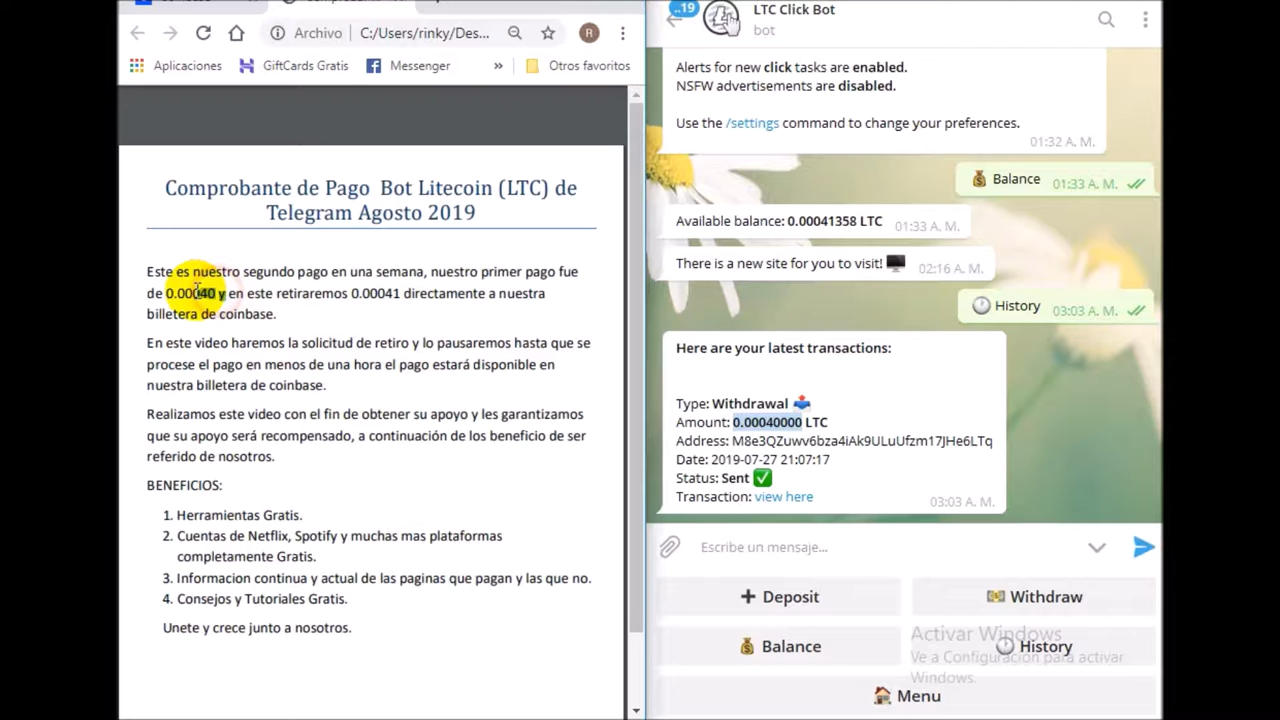 Archivo
C:/Users/rinky/Des...
R
Aplicaciones
GiftCards Gratis
Messenger
»
Otros favoritos
Comprobante de Pago Bot Litecoin (LTC) de
Telegram Agosto 2019
Este es nuestro segundo pago en una semana, nuestro primer pago fue
de 0.00040 y en este retiraremos 0.00041 directamente a nuestra
billetera de coinbase.
En este video haremos la solicitud de retiro y lo pausaremos hasta que se
procese el pago en menos de una hora el pago estará disponible en
nuestra billetera de coinbase.
Realizamos este video con el fin de obtener su apoyo y les garantizamos
que su apoyo será recompensado, a continuación de los beneficio de ser
referido de nosotros.
BENEFICIOS:
1. Herramientas Gratis.
2. Cuentas de Netflix, Spotify y muchas mas plataformas
completamente Gratis.
3. Informacion continua y actual de las paginas que pagan y las que no.
4. Consejos y Tutoriales Gratis.
Unete y crece junto a nosotros.
..19
LTC Click Bot
bot
Alerts for new click tasks are enabled.
NSFW advertisements are disabled.
Use the /settings command to change your preferences.
01:32 A. M.
Balance 01:33 A. M.
Available balance: 0.00041358 LTC 01:33 A. M.
There is a new site for you to visit! 02:16 A. M.
History 03:03 A. M.
Here are your latest transactions:
Type: Withdrawal
Amount: 0.00040000 LTC
Address: M8e3QZuwv6bza4iAk9ULuUfzm17JHe6LTq
Date: 2019-07-27 21:07:17
Status: Sent
Transaction: view here
03:03 A. M.
Escribe un mensaje...
+ Deposit
Withdraw
Balance
History
Menu
Activar Windows
Ve a Configuración para activar
Windows.